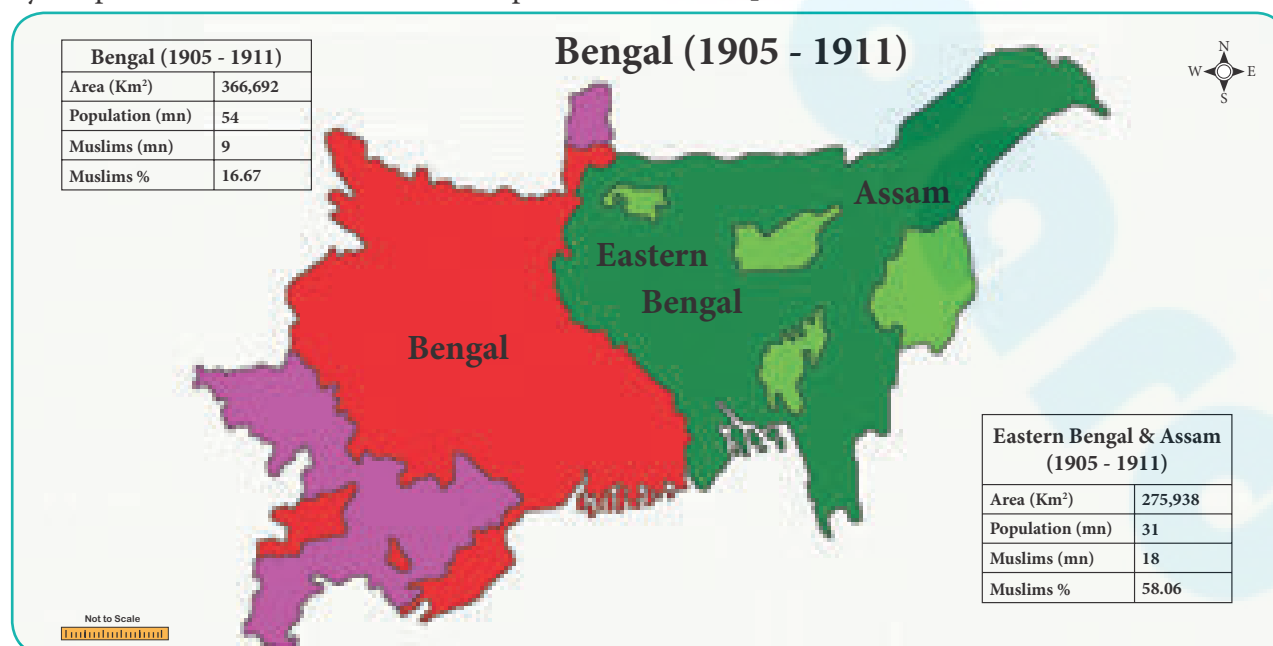 Bengal (1905 - 1911)
Bengal (1905 - 1911)
Area (Km²) 366,692
Population (mn) 54
Muslims (mn) 9
Muslims % 16.67
N
W E
S
Assam
Eastern
Bengal
Bengal
Eastern Bengal & Assam
(1905 - 1911)
Area (Km²) 275,938
Population (mn) 31
Muslims (mn) 18
Muslims % 58.06
Not to Scale